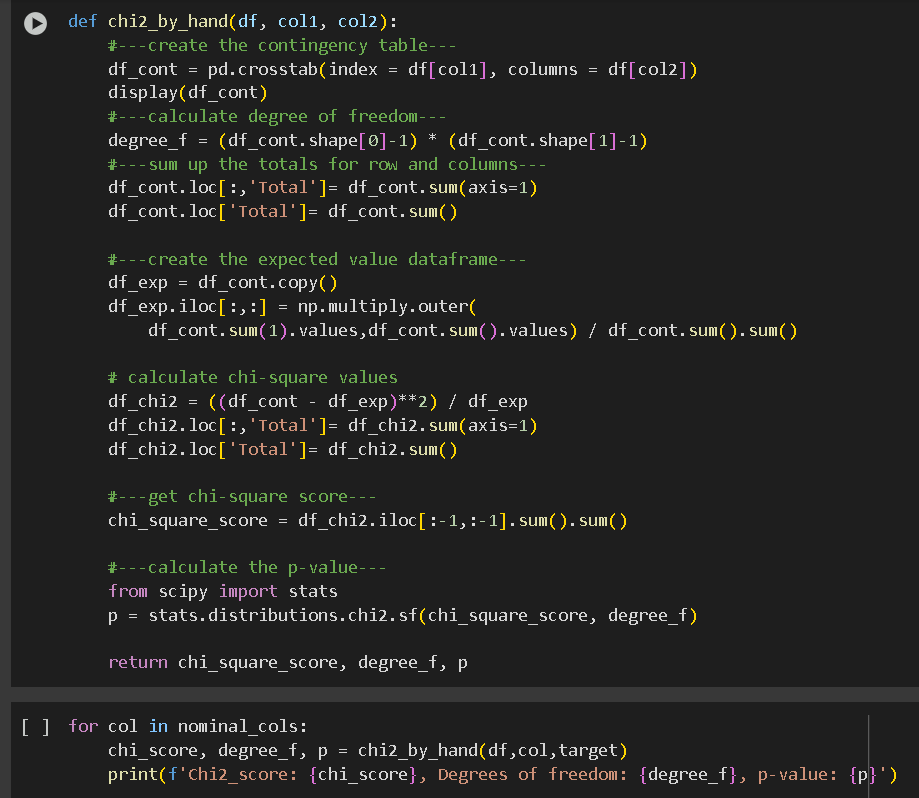 def chi2_by_hand(df, col1, col2):
    #---create the contingency table---
    df_cont = pd.crosstab(index = df[col1], columns = df[col2])
    display(df_cont)
    #---calculate degree of freedom---
    degree_f = (df_cont.shape[0]-1) * (df_cont.shape[1]-1)
    #---sum up the totals for row and columns---
    df_cont.loc[:,'Total']= df_cont.sum(axis=1)
    df_cont.loc['Total']= df_cont.sum()

    #---create the expected value dataframe---
    df_exp = df_cont.copy()
    df_exp.iloc[:,:] = np.multiply.outer(
        df_cont.sum(1).values,df_cont.sum().values) / df_cont.sum().sum()

    # calculate chi-square values
    df_chi2 = ((df_cont - df_exp)**2) / df_exp
    df_chi2.loc[:,'Total']= df_chi2.sum(axis=1)
    df_chi2.loc['Total']= df_chi2.sum()

    #---get chi-square score---
    chi_square_score = df_chi2.iloc[:-1,:-1].sum().sum()

    #---calculate the p-value---
    from scipy import stats
    p = stats.distributions.chi2.sf(chi_square_score, degree_f)

    return chi_square_score, degree_f, p

[ ] for col in nominal_cols:
    chi_score, degree_f, p = chi2_by_hand(df,col,target)
    print(f'Chi2_score: {chi_score}, Degrees of freedom: {degree_f}, p-value: {p}')